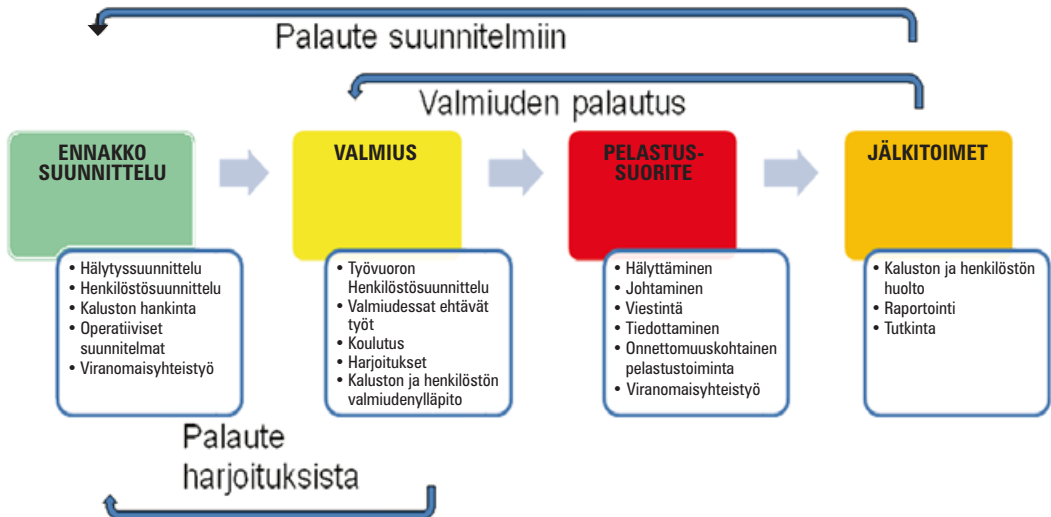 Palaute suunnitelmiin
Valmiuden palautus
ENNAKKO
SUUNNITTELU
• Hälytyssuunnittelu
• Henkilöstösuunnittelu
• Kaluston hankinta
• Operatiiviset
suunnitelmat
• Viranomaisyhteistyö
VALMIUS
• Työvuoron
Henkilöstösuunnittelu
• Valmiudessat ehtävät
työt
• Koulutus
• Harjoitukset
• Kaluston ja henkilöstön
valmiudenylläpito
PELASTUS-
SUORITE
• Hälyttäminen
• Johtaminen
• Viestintä
• Tiedottaminen
• Onnettomuuskohtainen
pelastustoiminta
• Viranomaisyhteistyö
JÄLKITOIMET
• Kaluston ja henkilöstön
huolto
• Raportointi
• Tutkinta
Palaute
harjoituksista